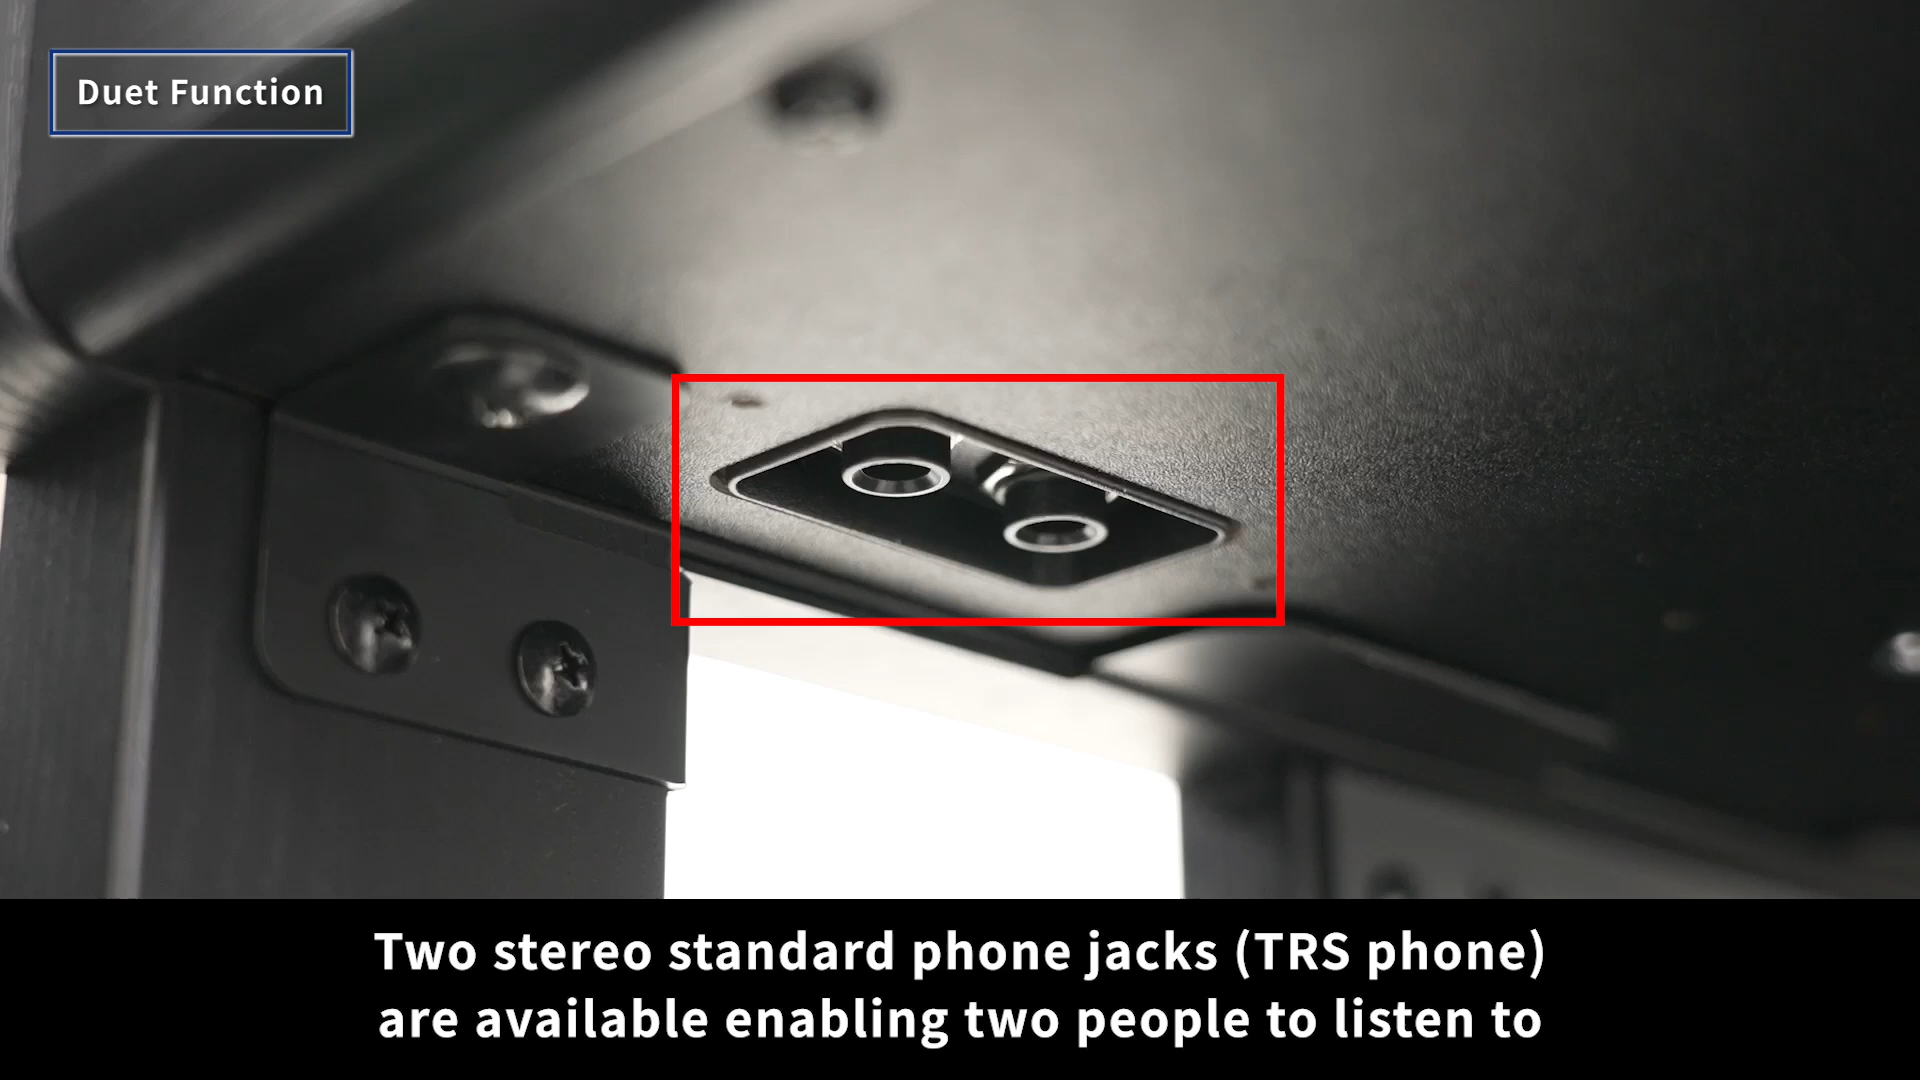 Duet Function
Two stereo standard phone jacks (TRS phone)
are available enabling two people to listen to